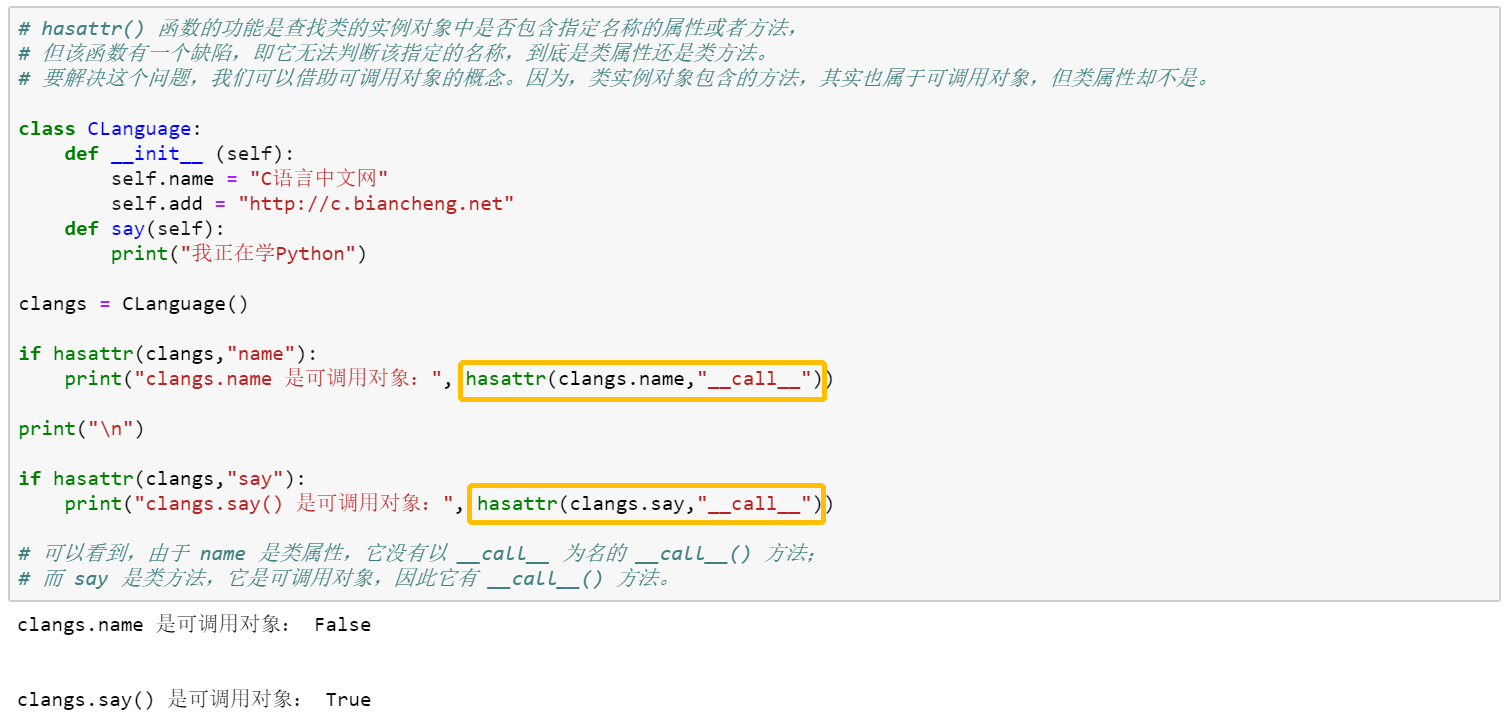 # hasattr() 函数的功能是查找类的实例对象中是否包含指定名称的属性或者方法，
# 但该函数有一个缺陷，即它无法判断该指定的名称，到底是类属性还是类方法。
# 要解决这个问题，我们可以借助可调用对象的概念。因为，类实例对象包含的方法，其实也属于可调用对象，但类属性却不是。
class CLanguage:
    def __init__ (self):
        self.name = "C语言中文网"
        self.add = "http://c.biancheng.net"
    def say(self):
        print("我正在学Python")
clangs = CLanguage()
if hasattr(clangs,"name"):
    print("clangs.name 是可调用对象：", hasattr(clangs.name,"__call__"))
print("\n")
if hasattr(clangs,"say"):
    print("clangs.say() 是可调用对象：", hasattr(clangs.say,"__call__"))
# 可以看到，由于 name 是类属性，它没有以 __call__ 为名的 __call__() 方法；
# 而 say 是类方法，它是可调用对象，因此它有 __call__() 方法。
clangs.name 是可调用对象： False
clangs.say() 是可调用对象： True